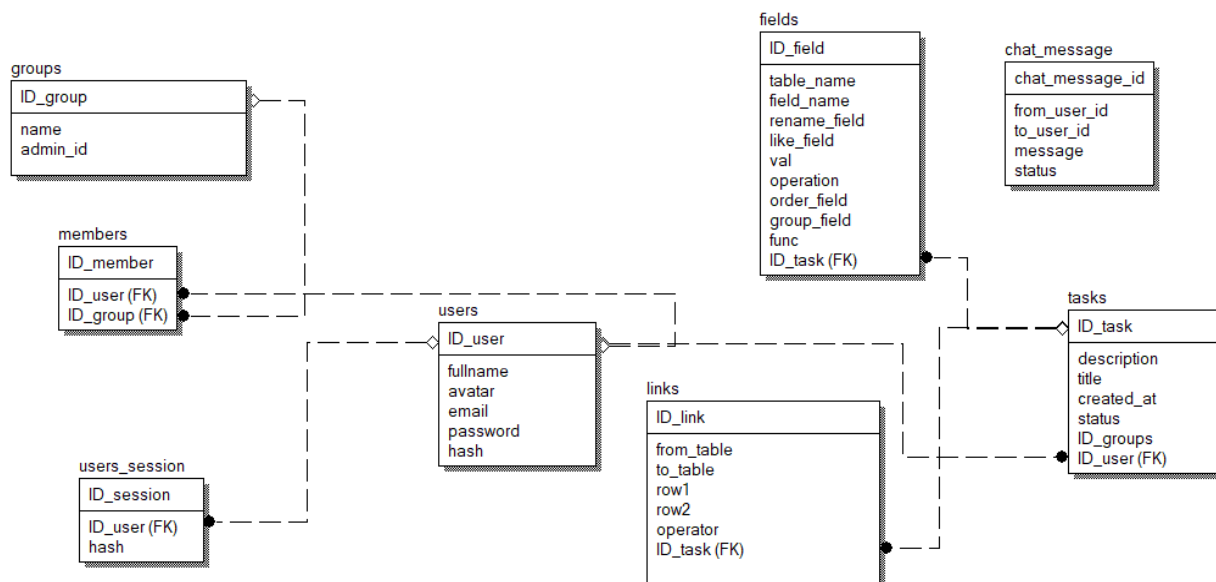 groups
ID_group
name
admin_id
members
ID_member
ID_user (FK)
ID_group (FK)
users_session
ID_session
ID_user (FK)
hash
users
ID_user
fullname
avatar
email
password
hash
fields
ID_field
table_name
field_name
rename_field
like_field
val
operation
order_field
group_field
func
ID_task (FK)
links
ID_link
from_table
to_table
row1
row2
operator
ID_task (FK)
chat_message
chat_message_id
from_user_id
to_user_id
message
status
tasks
ID_task
description
title
created_at
status
ID_groups
ID_user (FK)